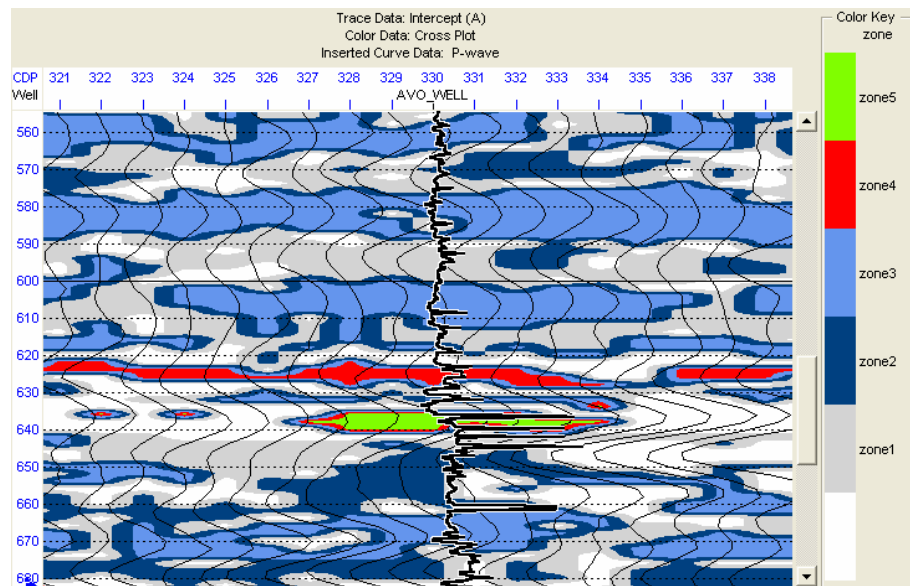 Trace Data: Intercept (A)
Color Data: Cross Plot
Inserted Curve Data: P-wave
Color Key
zone
CDP 321 322 323 324 325 326 327 328 329 330 331 332 333 334 335 336 337 338
Well AVO_WELL
560
570
580
590
600
610
620
630
640
650
660
670
680
zone5
zone4
zone3
zone2
zone1